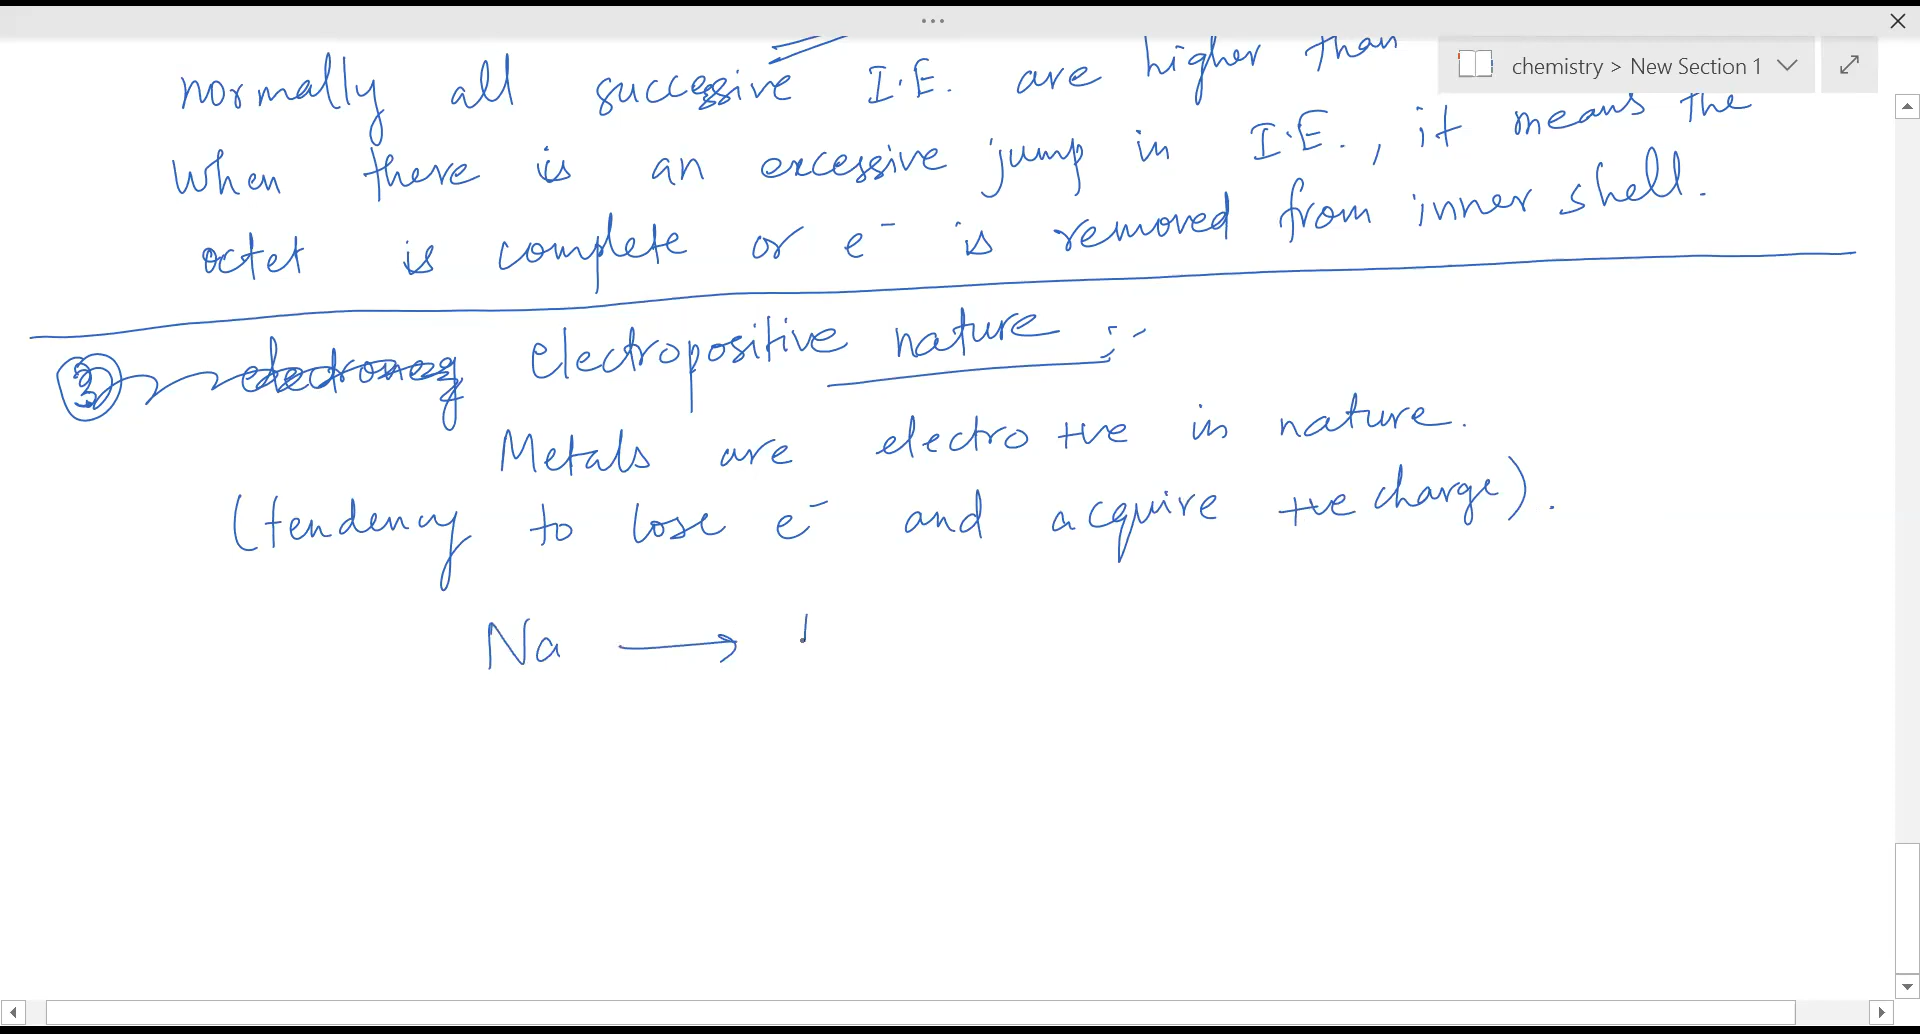 normally all successive I.E. are higher than
chemistry > New Section 1
When there is an excessive jump in I.E., it means the
octet is complete or e⁻ is removed from inner shell.
③ Electropositive nature :-
Metals are electro +ve in nature.
(tendency to lose e⁻ and acquire +ve charge).
Na ⟶